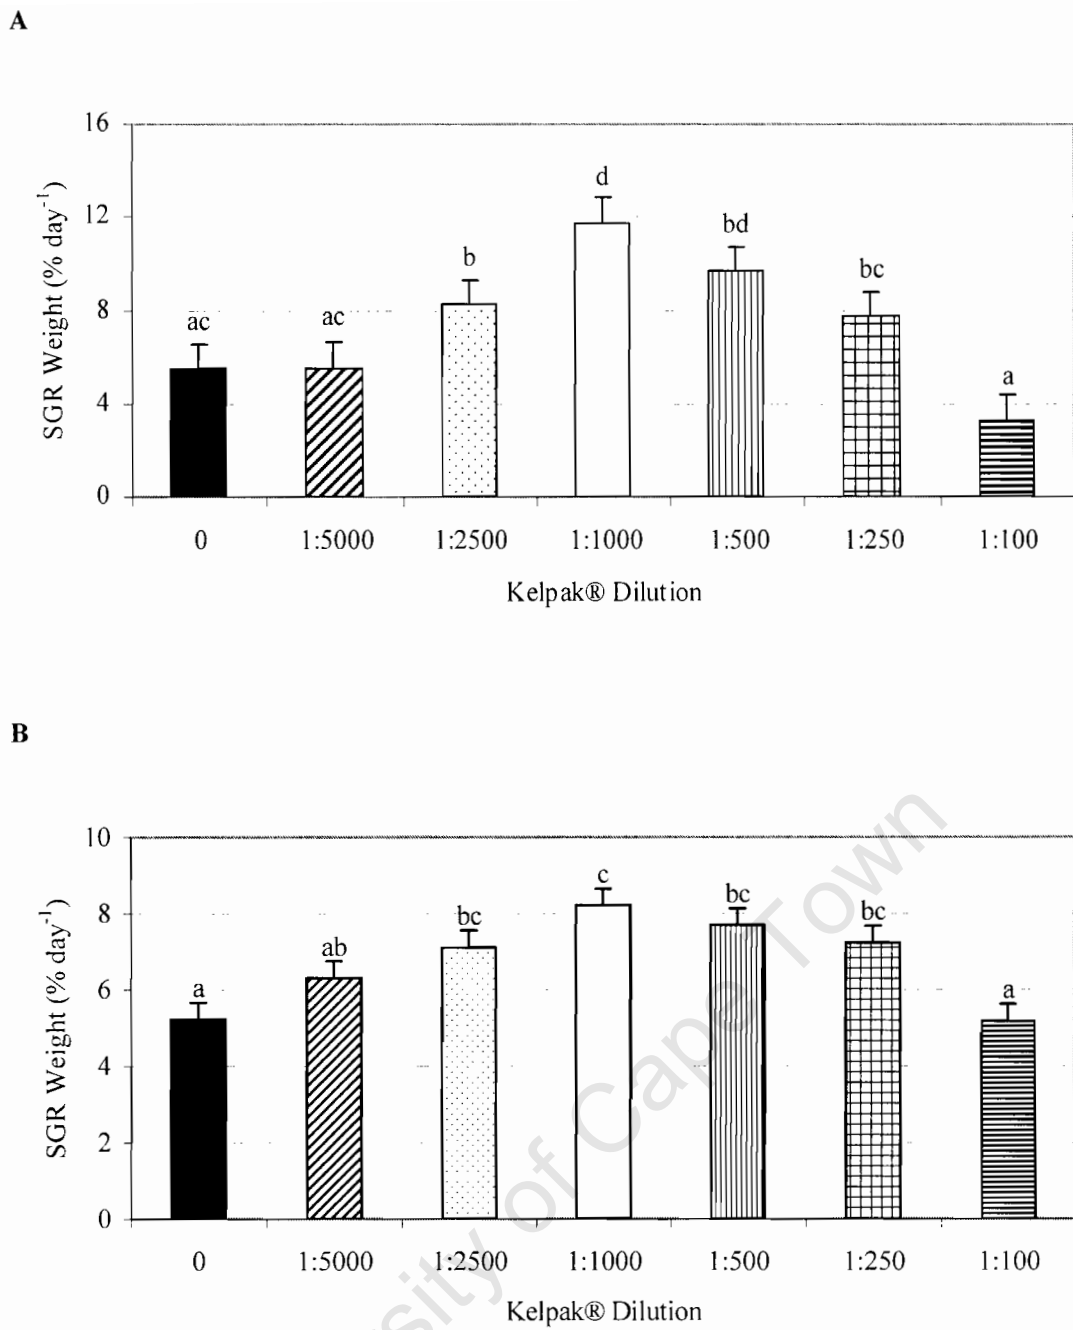 A
16
12
8
4
0
SGR Weight (% day⁻¹)
ac
ac
b
d
bd
bc
a
0
1:5000
1:2500
1:1000
1:500
1:250
1:100
Kelpak® Dilution
B
10
8
6
4
2
0
SGR Weight (% day⁻¹)
a
ab
bc
c
bc
bc
a
0
1:5000
1:2500
1:1000
1:500
1:250
1:100
Kelpak® Dilution
of Cape Town